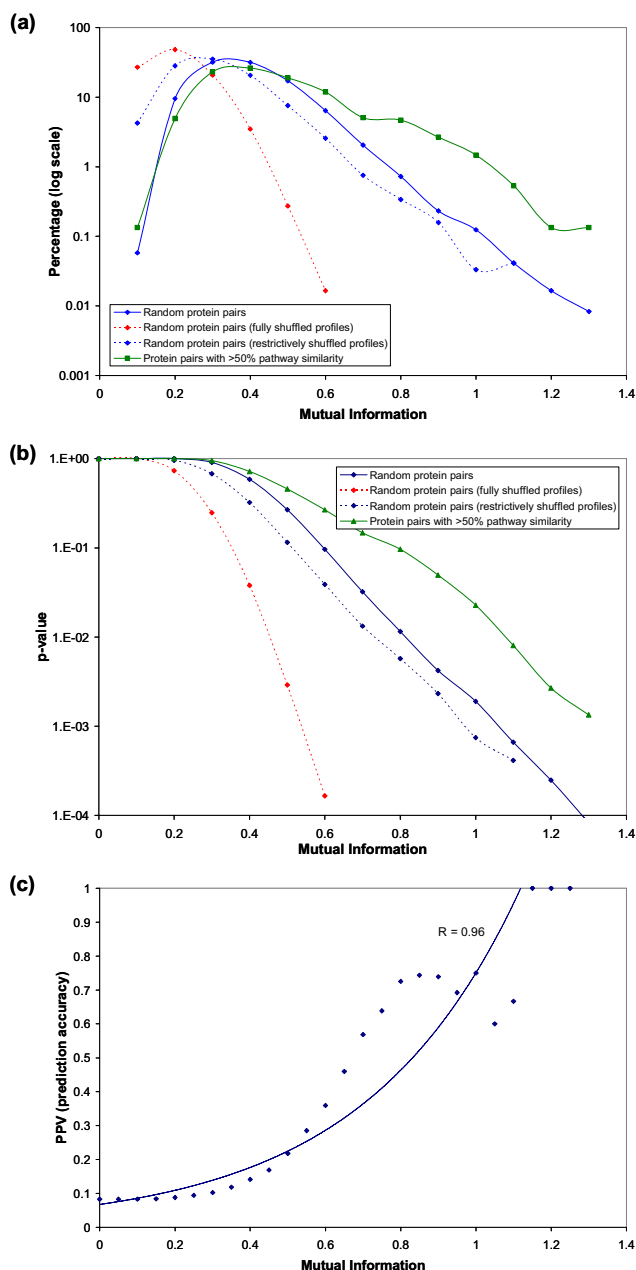 (a)
100
10
1
0.1
0.01
0.001
Percentage (log scale)
Random protein pairs
Random protein pairs (fully shuffled profiles)
Random protein pairs (restrictively shuffled profiles)
Protein pairs with >50% pathway similarity
0 0.2 0.4 0.6 0.8 1 1.2 1.4
Mutual Information
(b)
1.E+00
1.E-01
1.E-02
1.E-03
1.E-04
p-value
Random protein pairs
Random protein pairs (fully shuffled profiles)
Random protein pairs (restrictively shuffled profiles)
Protein pairs with >50% pathway similarity
0 0.2 0.4 0.6 0.8 1 1.2 1.4
Mutual Information
(c)
1
0.9
0.8
0.7
0.6
0.5
0.4
0.3
0.2
0.1
0
PPV (prediction accuracy)
R = 0.96
0 0.2 0.4 0.6 0.8 1 1.2 1.4
Mutual Information